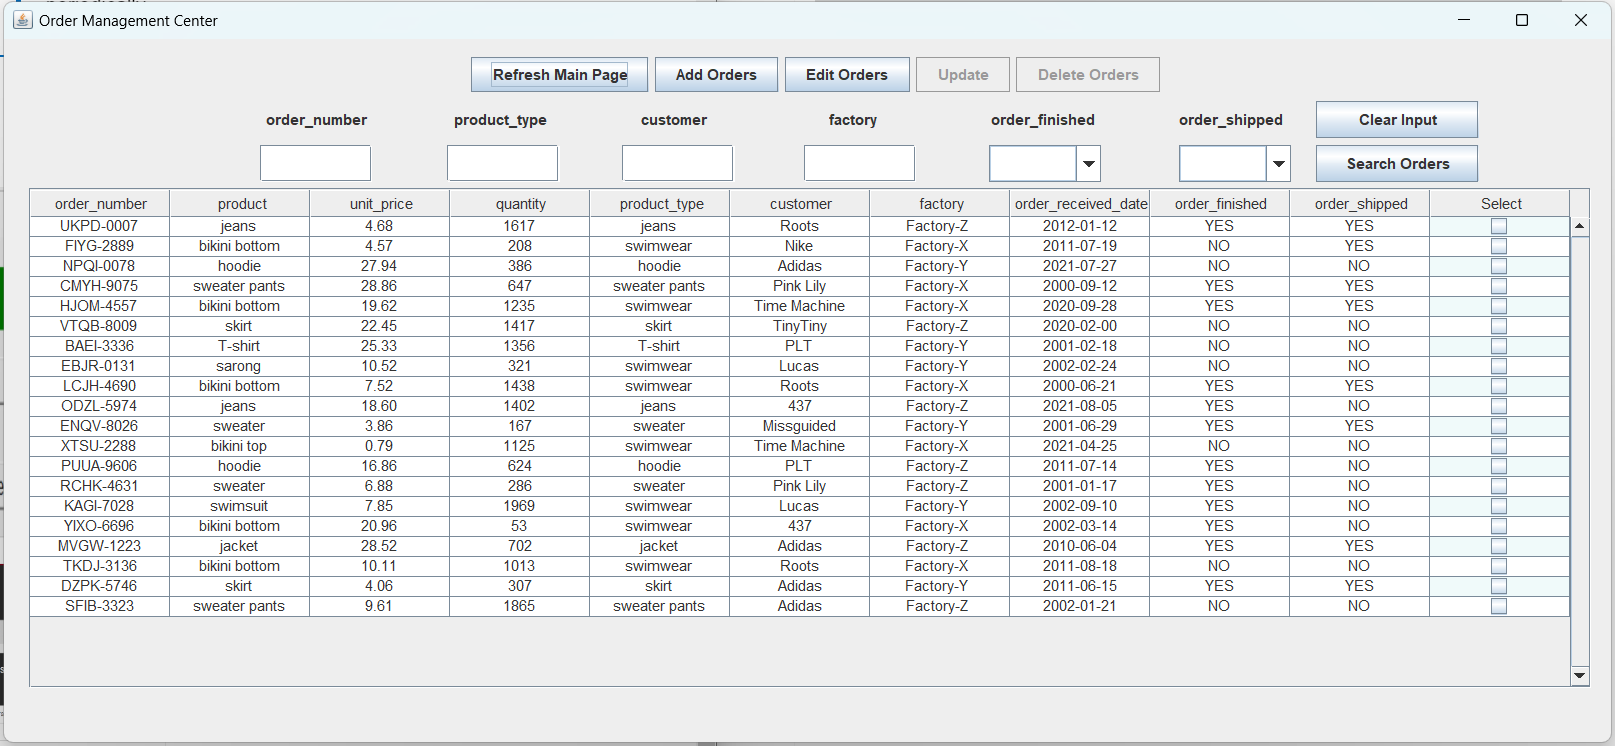 Order Management Center
Refresh Main Page Add Orders Edit Orders Update Delete Orders
order_number product_type customer factory order_finished order_shipped Clear Input
Search Orders
order_number product unit_price quantity product_type customer factory order_received_date order_finished order_shipped Select
UKPD-0007 jeans 4.68 1617 jeans Roots Factory-Z 2012-01-12 YES YES
FIYG-2889 bikini bottom 4.57 208 swimwear Nike Factory-X 2011-07-19 NO YES
NPQI-0078 hoodie 27.94 386 hoodie Adidas Factory-Y 2021-07-27 NO NO
CMYH-9075 sweater pants 28.86 647 sweater pants Pink Lily Factory-X 2000-09-12 YES YES
HJOM-4557 bikini bottom 19.62 1235 swimwear Time Machine Factory-X 2020-09-28 YES YES
VTQB-8009 skirt 22.45 1417 skirt TinyTiny Factory-Z 2020-02-00 NO NO
BAEI-3336 T-shirt 25.33 1356 T-shirt PLT Factory-Y 2001-02-18 NO NO
EBJR-0131 sarong 10.52 321 swimwear Lucas Factory-Y 2002-02-24 NO NO
LCJH-4690 bikini bottom 7.52 1438 swimwear Roots Factory-X 2000-06-21 YES YES
ODZL-5974 jeans 18.60 1402 jeans 437 Factory-Z 2021-08-05 YES NO
ENQV-8026 sweater 3.86 167 sweater Missguided Factory-Y 2001-06-29 YES YES
XTSU-2288 bikini top 0.79 1125 swimwear Time Machine Factory-X 2021-04-25 NO NO
PUUA-9606 hoodie 16.86 624 hoodie PLT Factory-Z 2011-07-14 YES NO
RCHK-4631 sweater 6.88 286 sweater Pink Lily Factory-Z 2001-01-17 YES NO
KAGI-7028 swimsuit 7.85 1969 swimwear Lucas Factory-Y 2002-09-10 YES NO
YIXO-6696 bikini bottom 20.96 53 swimwear 437 Factory-X 2002-03-14 YES NO
MVGW-1223 jacket 28.52 702 jacket Adidas Factory-Z 2010-06-04 YES YES
TKDJ-3136 bikini bottom 10.11 1013 swimwear Roots Factory-X 2011-08-18 NO NO
DZPK-5746 skirt 4.06 307 skirt Adidas Factory-Y 2011-06-15 YES YES
SFIB-3323 sweater pants 9.61 1865 sweater pants Adidas Factory-Z 2002-01-21 NO NO